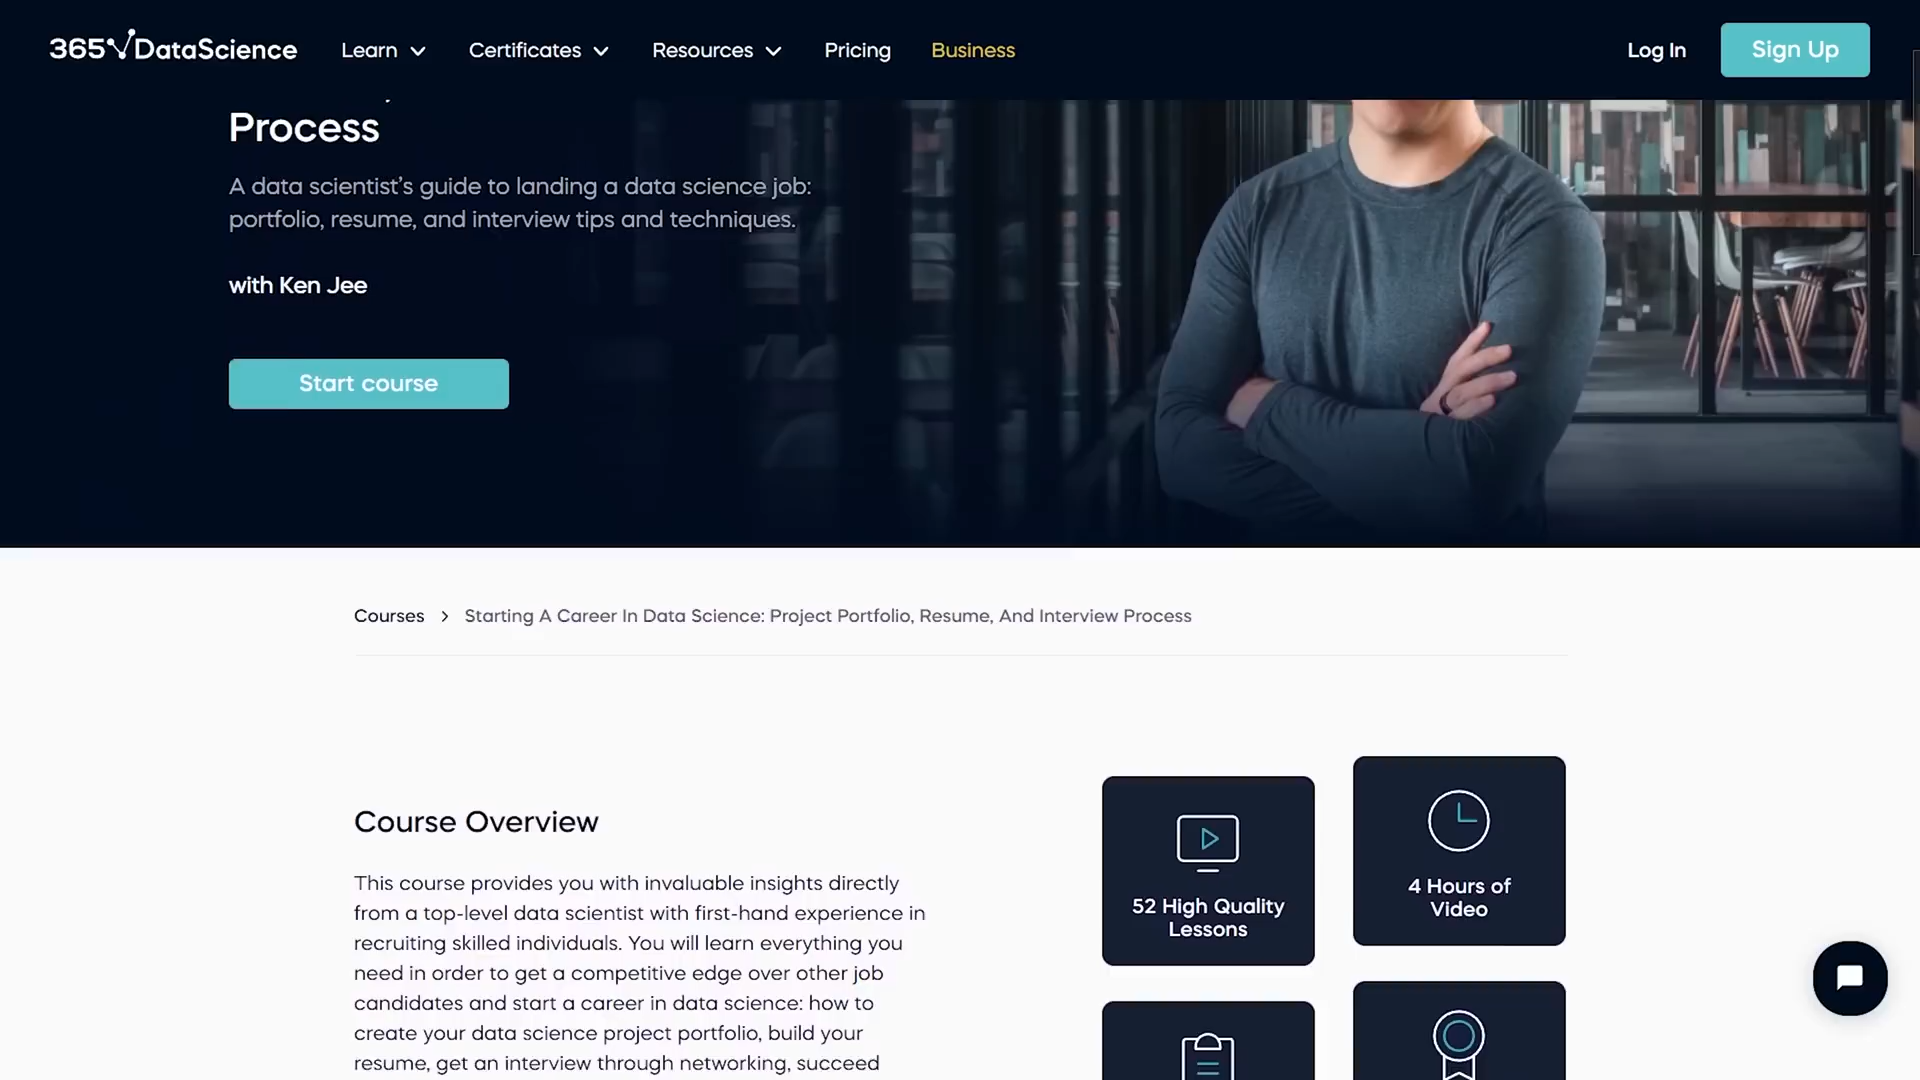 365 DataScience
Learn
Certificates
Resources
Pricing
Business
Log In
Sign Up
Process
A data scientist's guide to landing a data science job:
portfolio, resume, and interview tips and techniques.
with Ken Jee
Start course
Courses > Starting A Career In Data Science: Project Portfolio, Resume, And Interview Process
Course Overview
This course provides you with invaluable insights directly
from a top-level data scientist with first-hand experience in
recruiting skilled individuals. You will learn everything you
need in order to get a competitive edge over other job
candidates and start a career in data science: how to
create your data science project portfolio, build your
resume, get an interview through networking, succeed
52 High Quality
Lessons
4 Hours of
Video